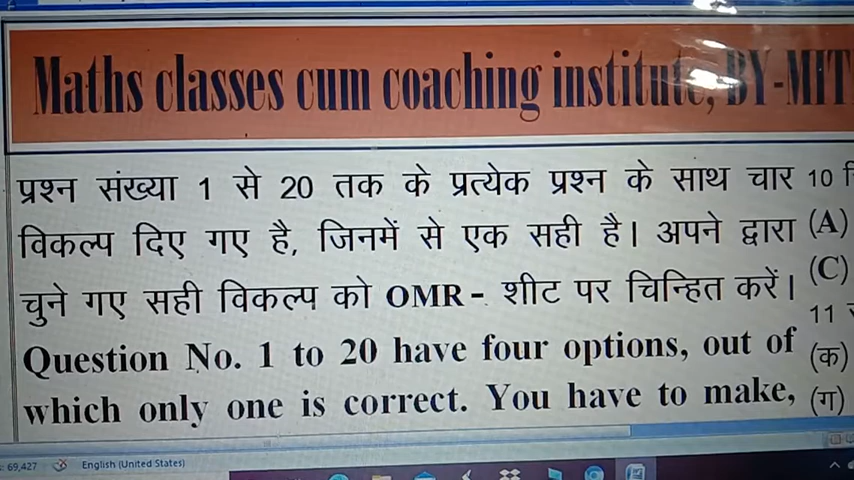 Maths classes cum coaching institute, BY-MIT
प्रश्न संख्या 1 से 20 तक के प्रत्येक प्रश्न के साथ चार
विकल्प दिए गए है, जिनमें से एक सही है। अपने द्वारा
चुने गए सही विकल्प को OMR - शीट पर चिन्हित करें।
Question No. 1 to 20 have four options, out of
which only one is correct. You have to make,
10
(A)
(C)
11
(क)
(ग)
69,427 English (United States)